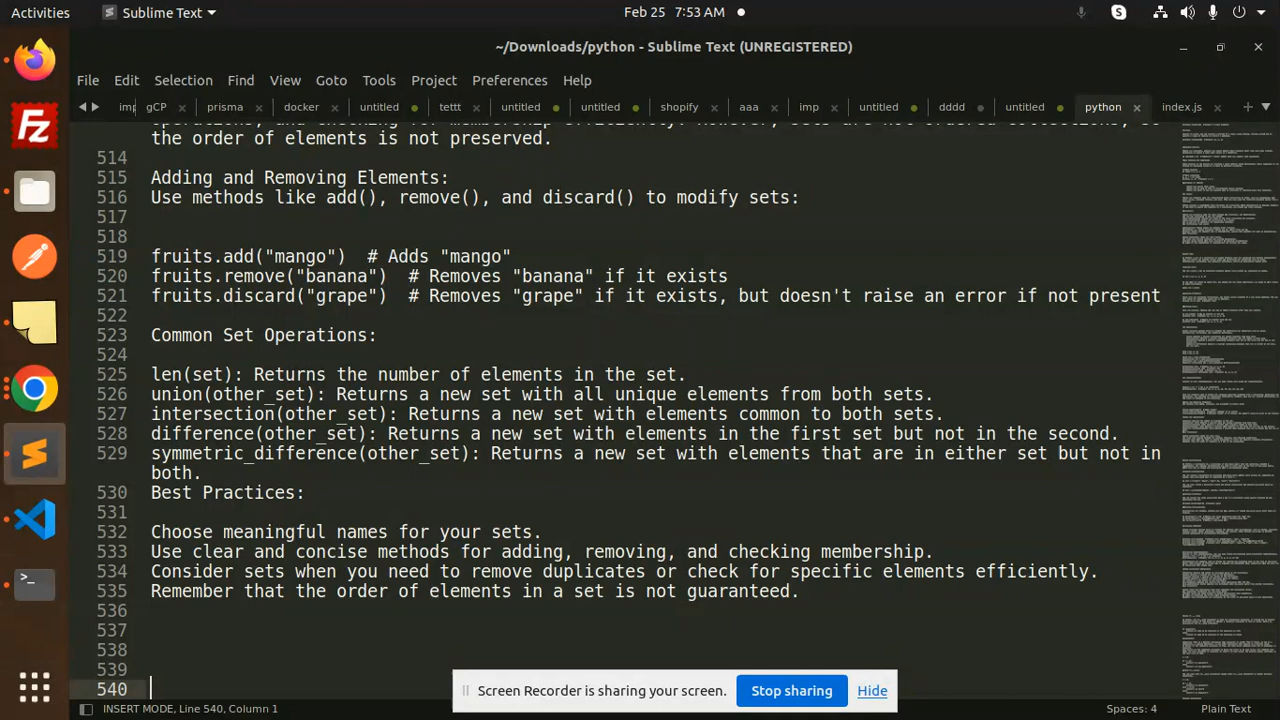 Activities
Sublime Text
Feb 25 7:53 AM
~/Downloads/python - Sublime Text (UNREGISTERED)
File Edit Selection Find View Goto Tools Project Preferences Help
imp gCP prisma docker untitled tettt untitled untitled shopify aaa imp untitled dddd untitled python index.js
the order of elements is not preserved.
514
515 Adding and Removing Elements:
516 Use methods like add(), remove(), and discard() to modify sets:
517
518
519 fruits.add("mango")  # Adds "mango"
520 fruits.remove("banana")  # Removes "banana" if it exists
521 fruits.discard("grape")  # Removes "grape" if it exists, but doesn't raise an error if not present
522
523 Common Set Operations:
524
525 len(set): Returns the number of elements in the set.
526 union(other_set): Returns a new set with all unique elements from both sets.
527 intersection(other_set): Returns a new set with elements common to both sets.
528 difference(other_set): Returns a new set with elements in the first set but not in the second.
529 symmetric_difference(other_set): Returns a new set with elements that are in either set but not in
both.
530 Best Practices:
531
532 Choose meaningful names for your sets.
533 Use clear and concise methods for adding, removing, and checking membership.
534 Consider sets when you need to remove duplicates or check for specific elements efficiently.
535 Remember that the order of elements in a set is not guaranteed.
536
537
538
539
540
Screen Recorder is sharing your screen. Stop sharing Hide
INSERT MODE, Line 540, Column 1
Spaces: 4
Plain Text